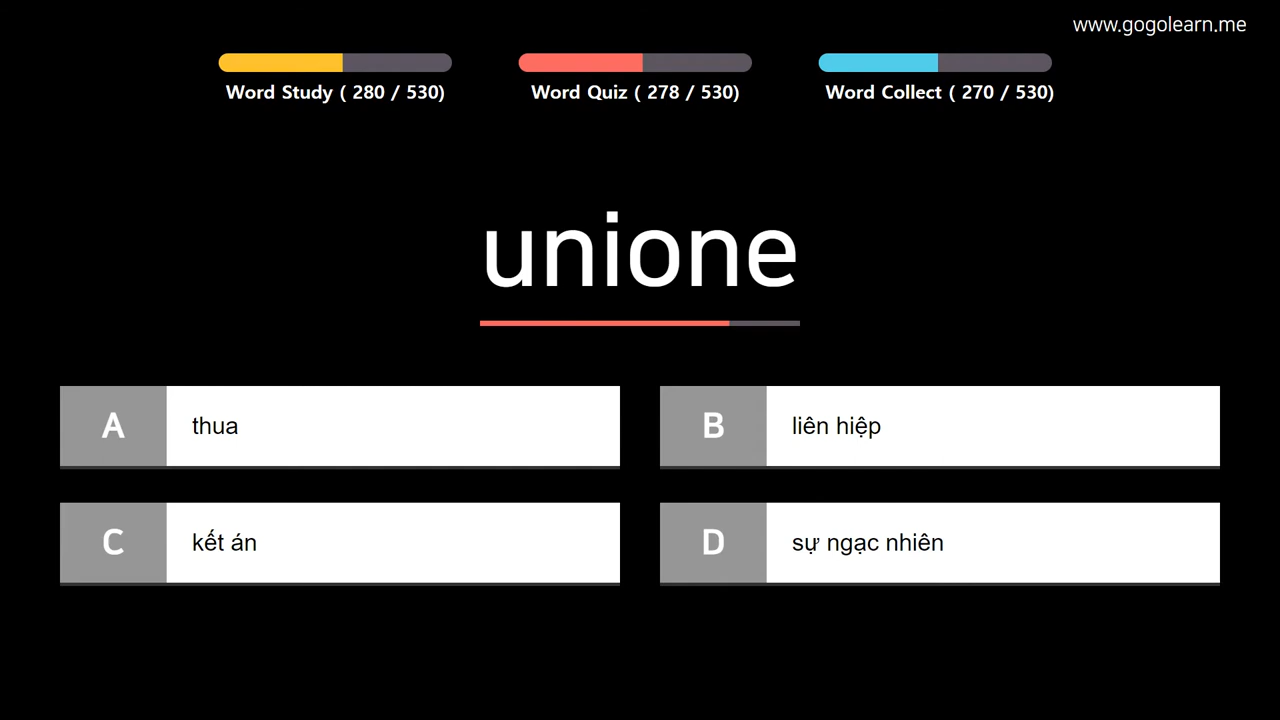 www.gogolearn.me
Word Study ( 280 / 530)
Word Quiz ( 278 / 530)
Word Collect ( 270 / 530)
unione
A thua
B liên hiệp
C kết án
D sự ngạc nhiên